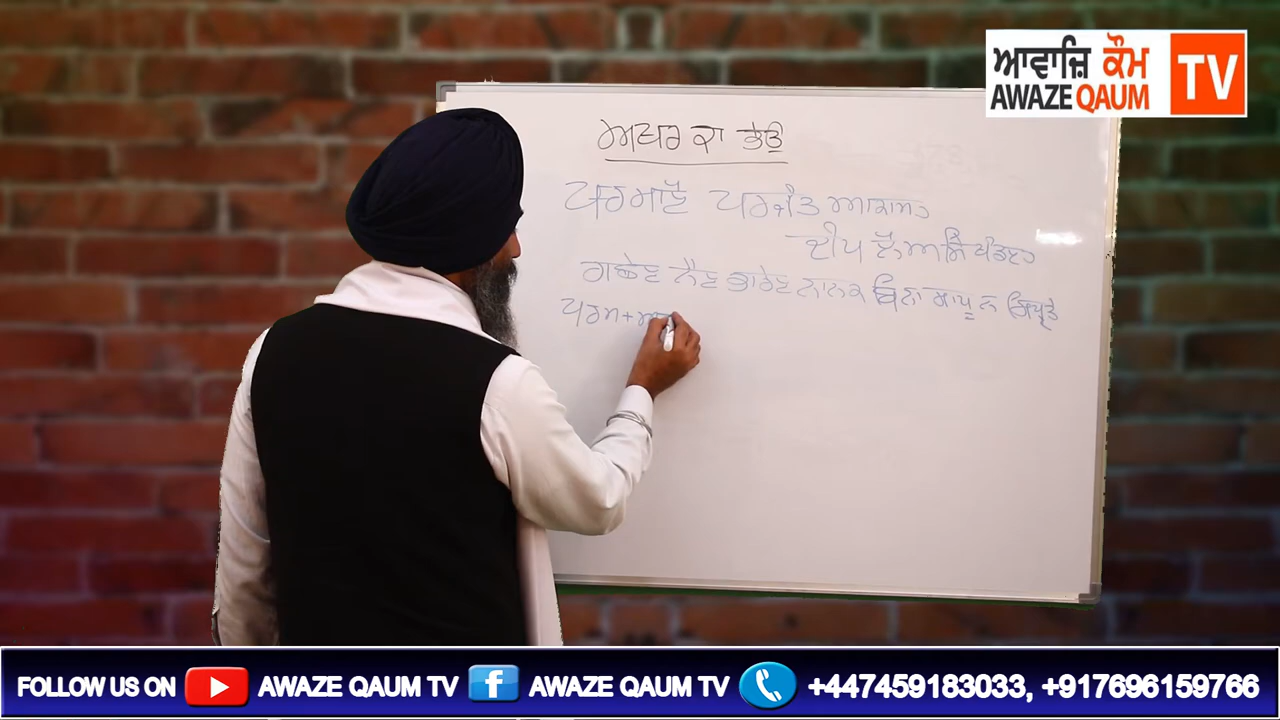 ਆਵਾਜ਼ਿ ਕੌਮ TV
AWAZE QAUM
ਅਖਰ ਕਾ ਭੇਉ
ਪਰਮਾਣੋ ਪਰਜੰਤ ਆਕਾਸਹ
ਦੀਪ ਲੋਅ ਸਿਖੰਡਣਹ
ਗਛੇਣ ਨੈਣ ਭਾਰੇਣ ਨਾਨਕ ਬਿਨਾ ਸਾਧੂ ਨ ਸਿਧੵਤੇ
ਪਰਮ+
FOLLOW US ON AWAZE QAUM TV AWAZE QAUM TV +447459183033, +917696159766